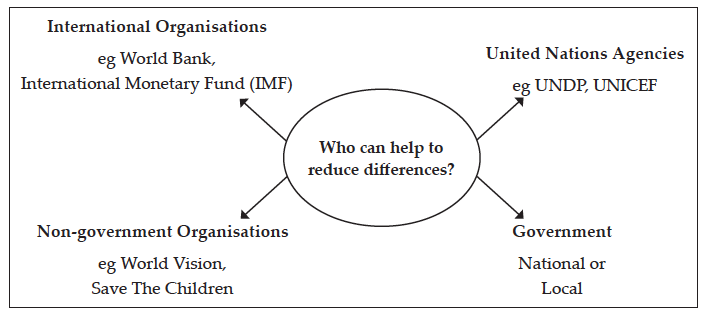 International Organisations
eg World Bank,
International Monetary Fund (IMF)
United Nations Agencies
eg UNDP, UNICEF
Who can help to
reduce differences?
Non-government Organisations
eg World Vision,
Save The Children
Government
National or
Local